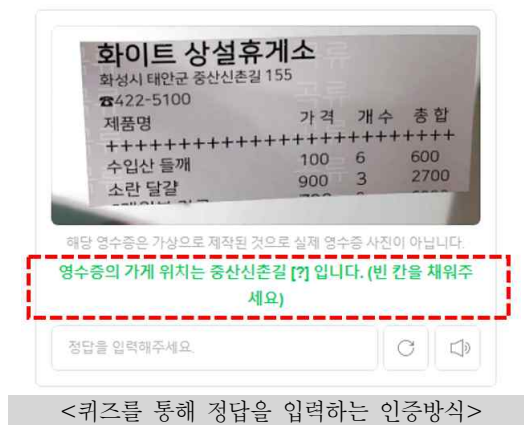 화이트 상설휴게소
화성시 태안군 중산신촌길 155
☎422-5100
제품명 가격 개수 총합
++++++++++++++++++++++++++++++
수입산 들깨 100 6 600
소란 달걀 900 3 2700
해당 영수증은 가상으로 제작된 것으로 실제 영수증 사진이 아닙니다.
영수증의 가게 위치는 중산신촌길 [?] 입니다. (빈 칸을 채워주
세요)
정답을 입력해주세요
<퀴즈를 통해 정답을 입력하는 인증방식>